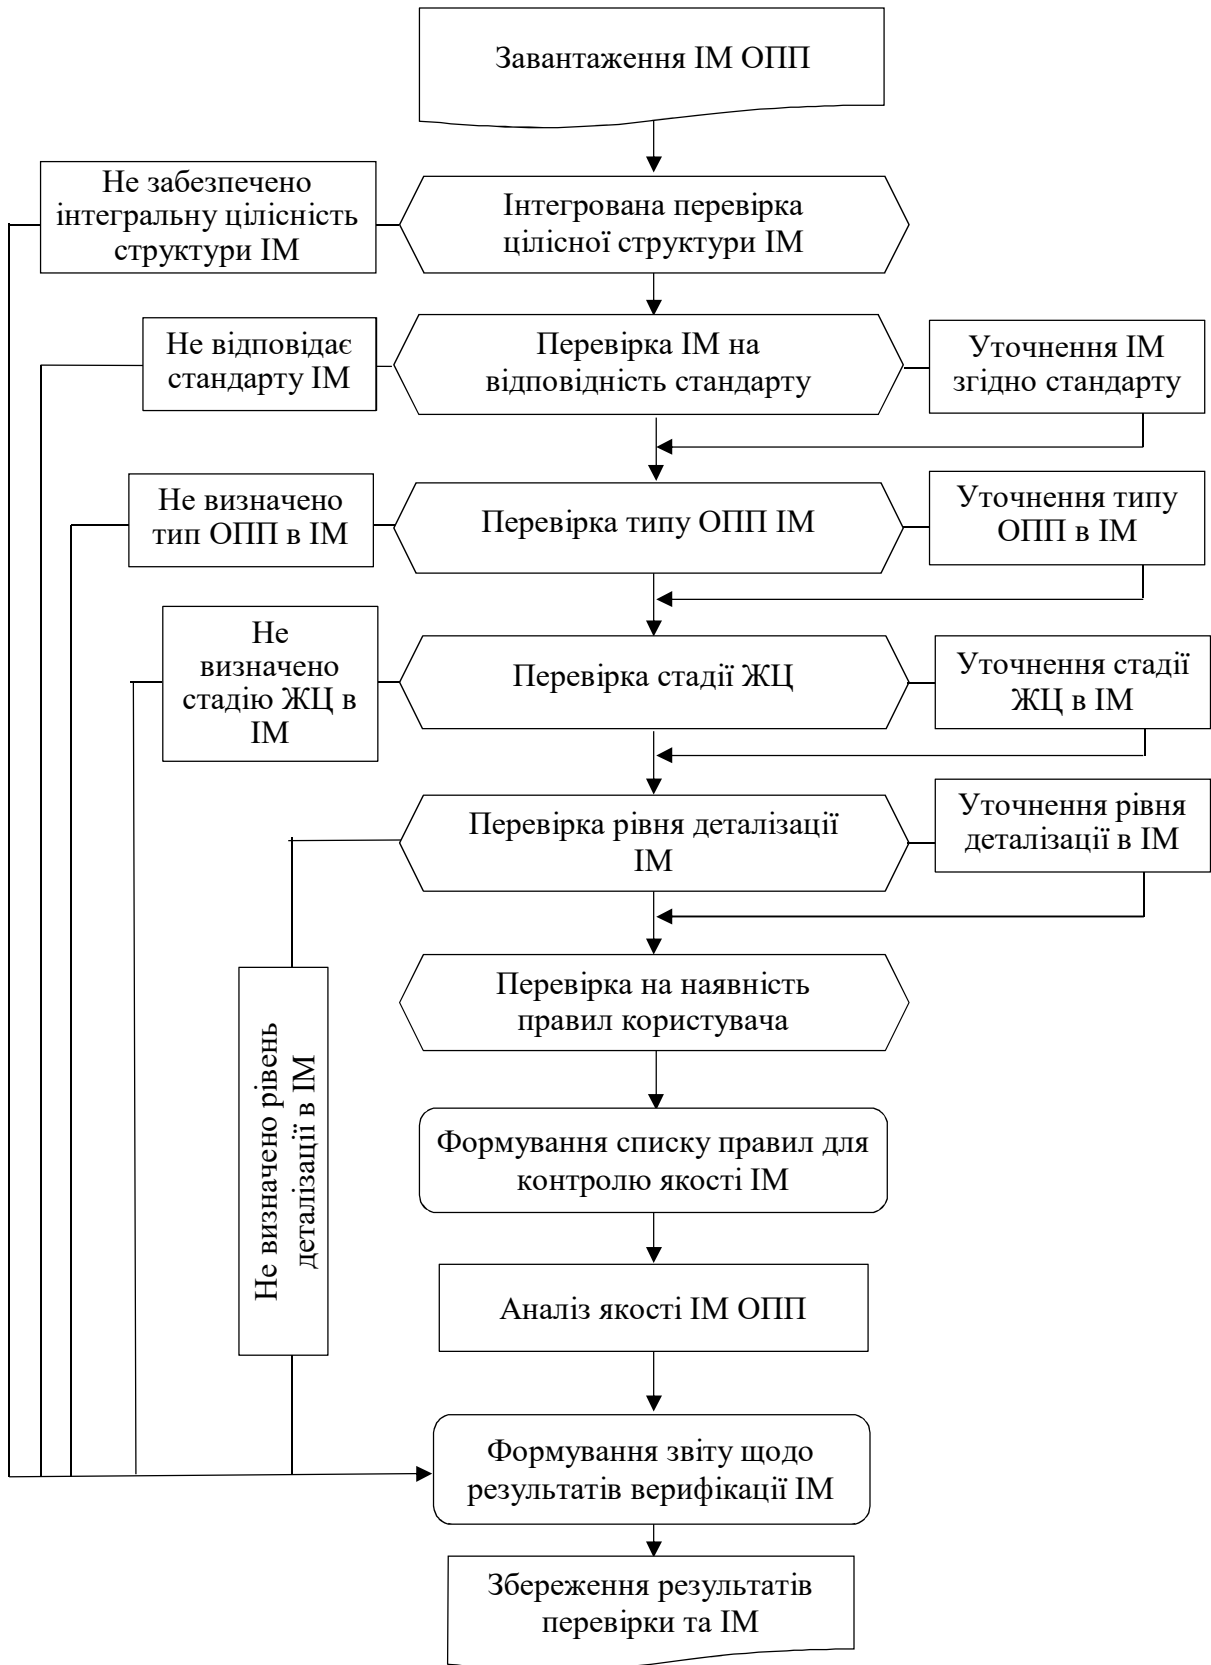 Завантаження ІМ ОПП
Не забезпечено
інтегральну цілісність
структури ІМ
Інтегрована перевірка
цілісної структури ІМ
Не відповідає
стандарту ІМ
Перевірка ІМ на
відповідність стандарту
Уточнення ІМ
згідно стандарту
Не визначено
тип ОПП в ІМ
Перевірка типу ОПП ІМ
Уточнення типу
ОПП в ІМ
Не
визначено
стадію ЖЦ в
ІМ
Перевірка стадії ЖЦ
Уточнення стадії
ЖЦ в ІМ
Перевірка рівня деталізації
ІМ
Уточнення рівня
деталізації в ІМ
Не визначено рівень
деталізації в ІМ
Перевірка на наявність
правил користувача
Формування списку правил для
контролю якості ІМ
Аналіз якості ІМ ОПП
Формування звіту щодо
результатів верифікації ІМ
Збереження результатів
перевірки та ІМ